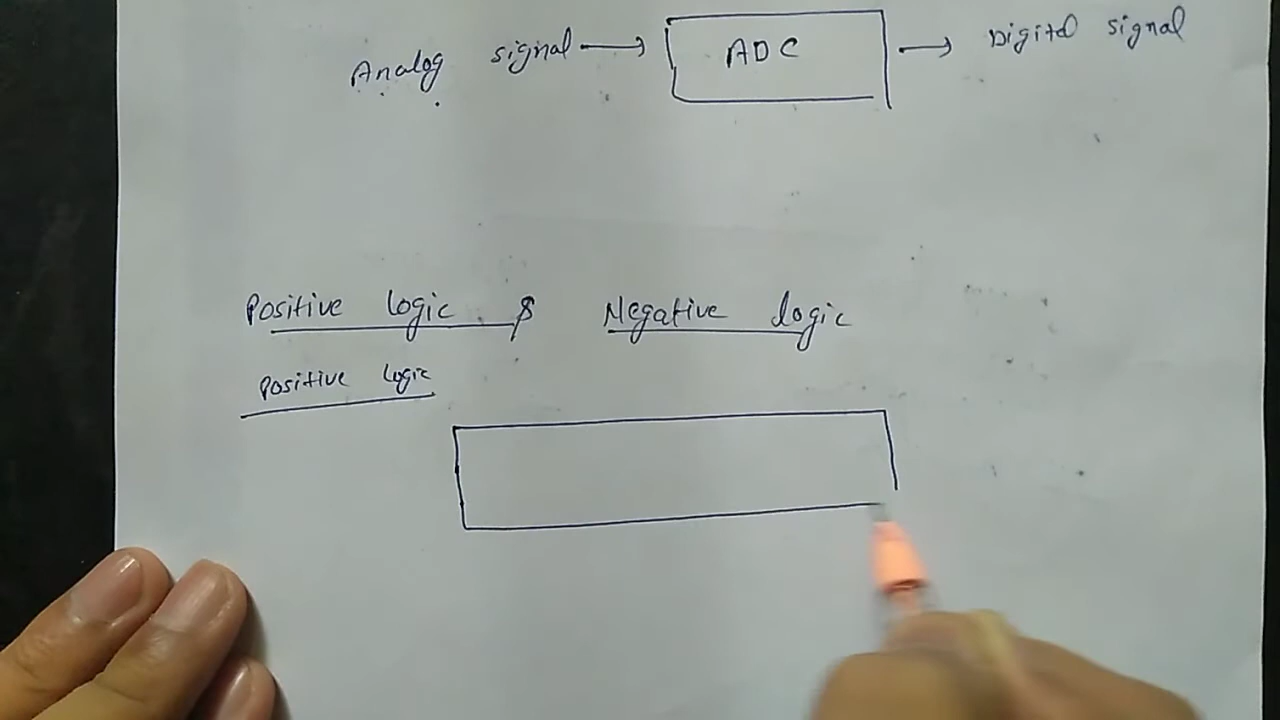 Analog signal → ADC → Digital signal
Positive logic & Negative logic
Positive logic